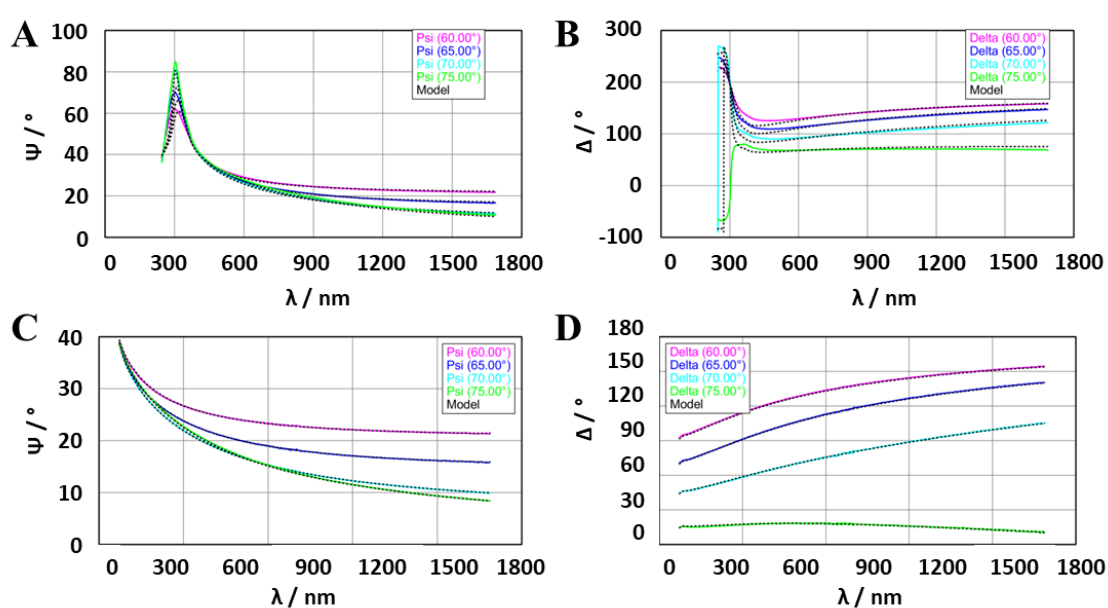 A
Ψ / °
100
80
60
40
20
0
Psi (60.00°)
Psi (65.00°)
Psi (70.00°)
Psi (75.00°)
Model
0 300 600 900 1200 1500 1800
λ / nm
B
Δ / °
300
200
100
0
-100
Delta (60.00°)
Delta (65.00°)
Delta (70.00°)
Delta (75.00°)
Model
0 300 600 900 1200 1500 1800
λ / nm
C
Ψ / °
40
30
20
10
0
Psi (60.00°)
Psi (65.00°)
Psi (70.00°)
Psi (75.00°)
Model
0 300 600 900 1200 1500 1800
λ / nm
D
Δ / °
180
150
120
90
60
30
0
Delta (60.00°)
Delta (65.00°)
Delta (70.00°)
Delta (75.00°)
Model
0 300 600 900 1200 1500 1800
λ / nm